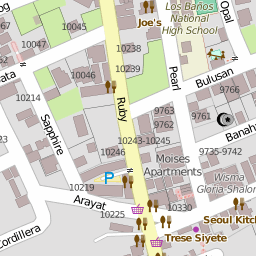 Los Baños
National
High School
Joe's
Opal
10045
10047
10238
10239
10046
10214
Pearl
Bulusan
9766
9761
9763
9762
Ruby
Sapphire
10243-10245
10246
Moises
Apartments
9735-9742
Banaha
Wisma
Gloria-Shalom
P
10219
Arayat
10225
10330
Seoul Kitc
Trese Siyete
Cordillera